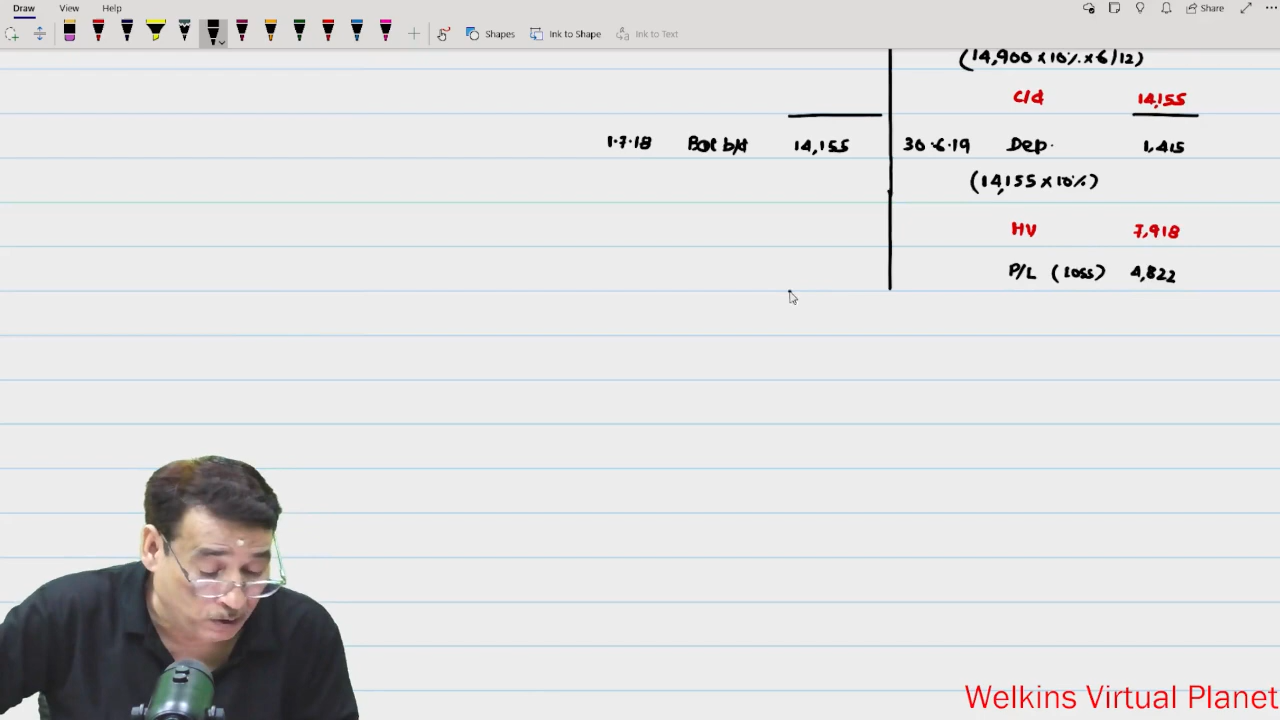 Draw View Help
Share
Shapes Ink to Shape Ink to Text
(14,900 x 10% x 6/12)
C/d 14,155
1.7.18 Bal b/d 14,155 30.6.19 Dep. 1,415
(14,155 x 10%)
HV 7,918
P/L (Loss) 4,822
Welkins Virtual Planet